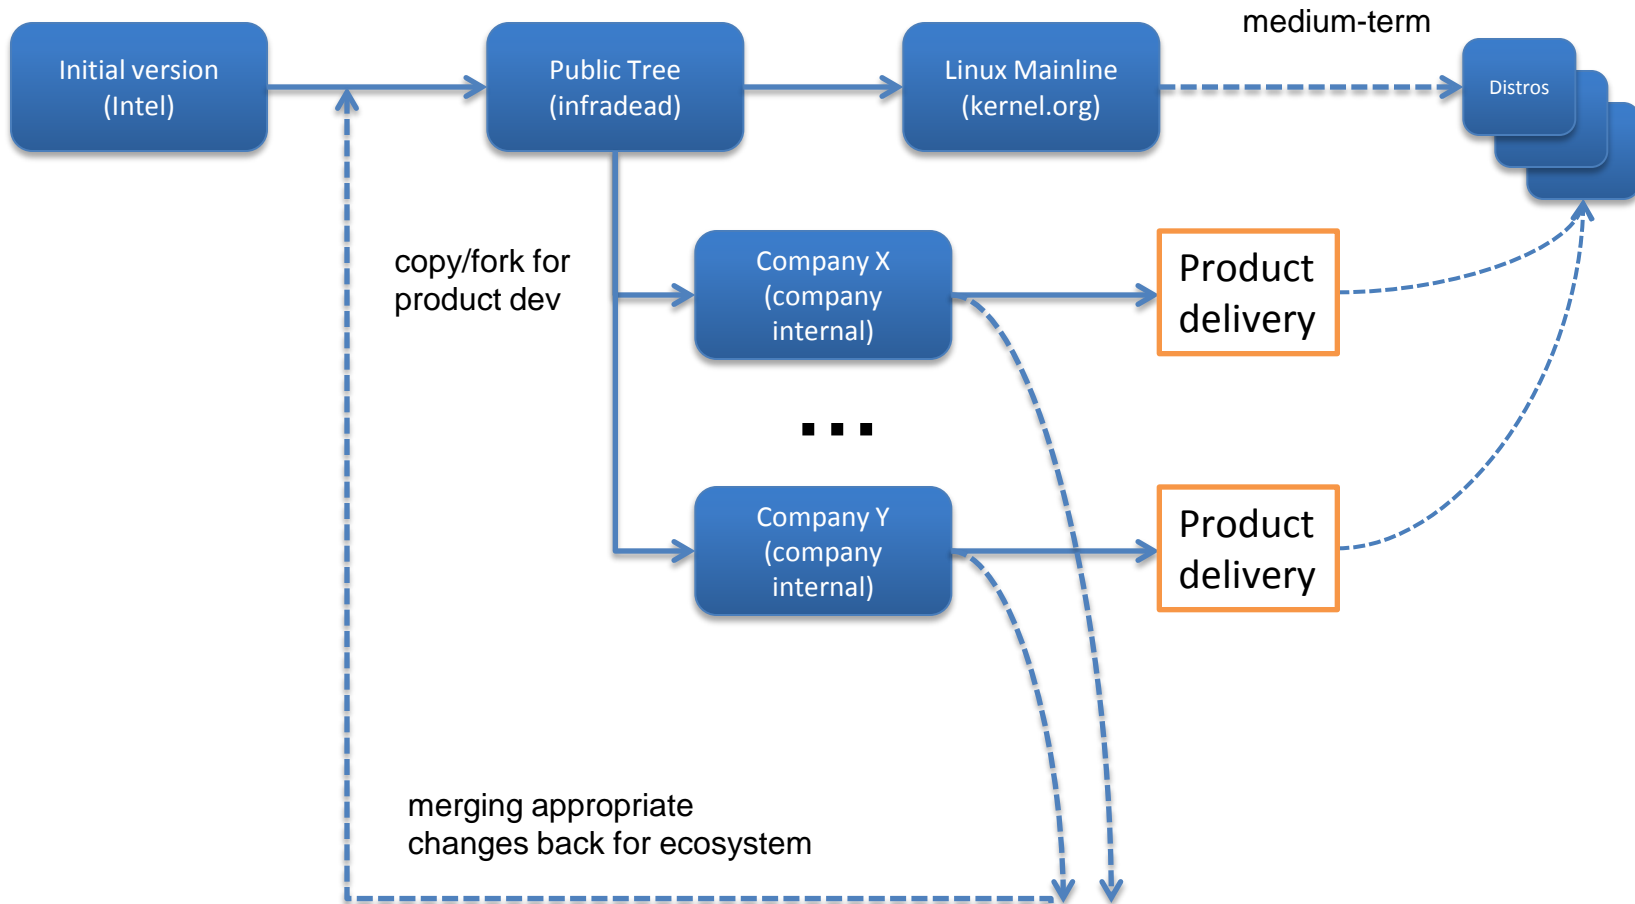 medium-term
Initial version
(Intel)
Public Tree
(infradead)
Linux Mainline
(kernel.org)
Distros
copy/fork for
product dev
Company X
(company
internal)
Product
delivery
...
Company Y
(company
internal)
Product
delivery
merging appropriate
changes back for ecosystem